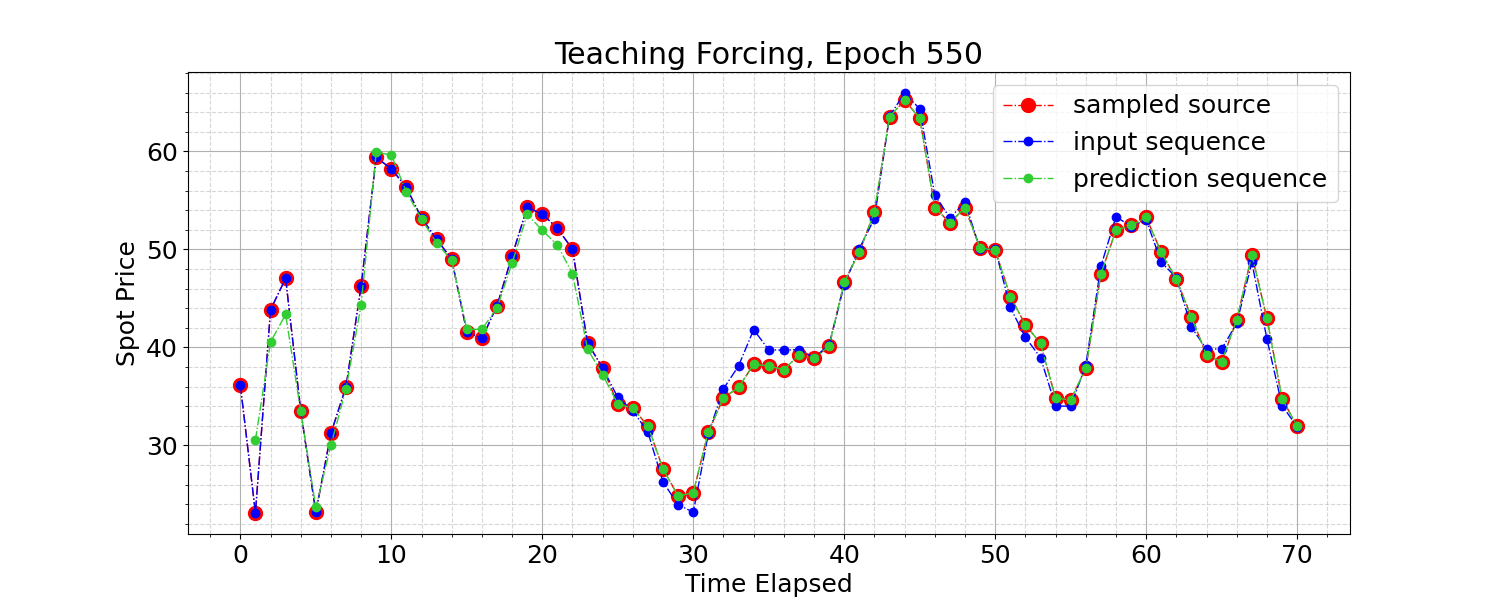 Teaching Forcing, Epoch 550
sampled source
input sequence
prediction sequence
Spot Price
60
50
40
30
0 10 20 30 40 50 60 70
Time Elapsed